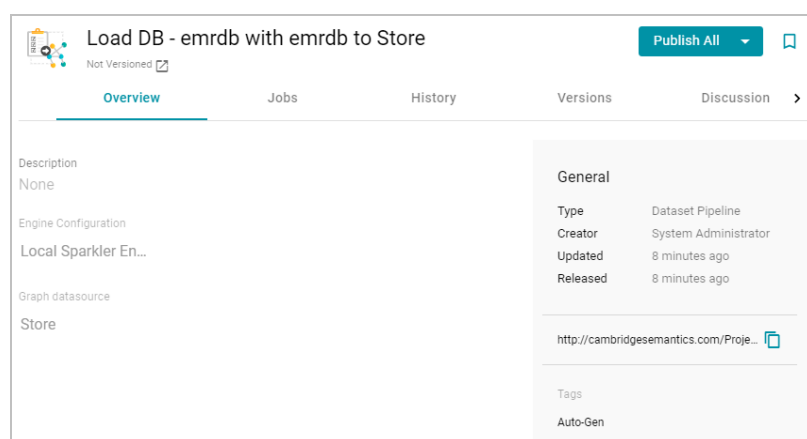 Load DB - emrdb with emrdb to Store
Publish All
Not Versioned
Overview Jobs History Versions Discussion
Description
None
Engine Configuration
Local Sparkler En...
Graph datasource
Store
General
Type Dataset Pipeline
Creator System Administrator
Updated 8 minutes ago
Released 8 minutes ago
http://cambridgesemantics.com/Proje...
Tags
Auto-Gen